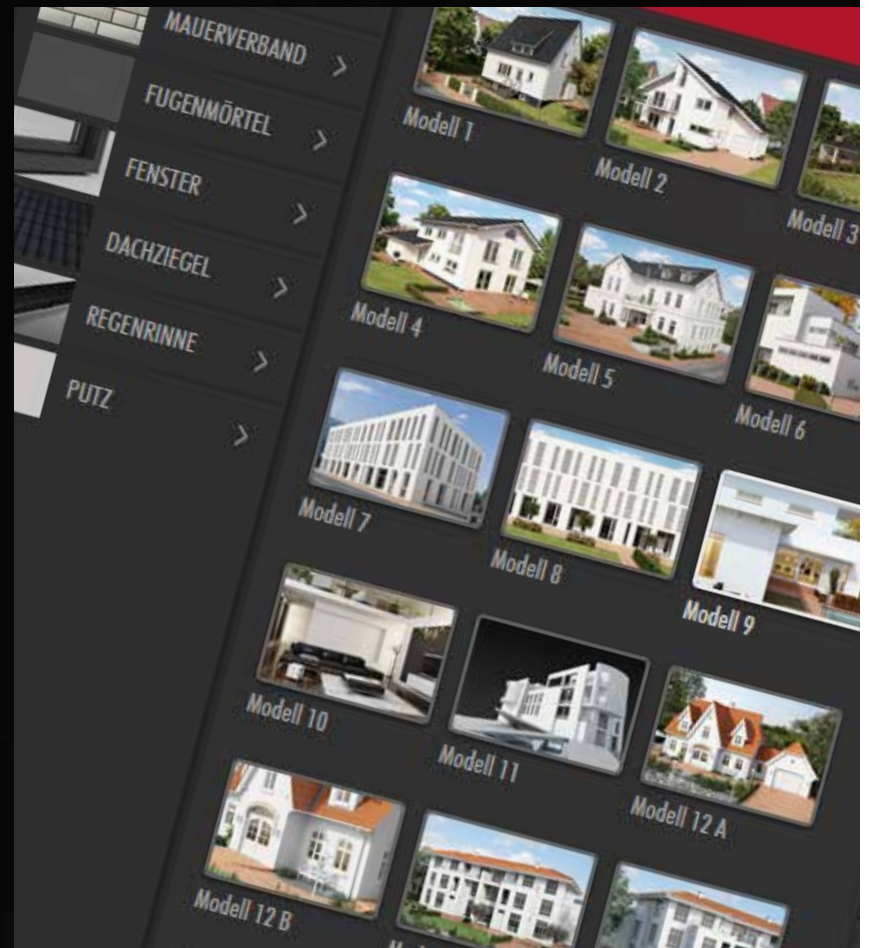 MAUERVERBAND
FUGENMÖRTEL
FENSTER
DACHZIEGEL
REGENRINNE
PUTZ
Modell 1
Modell 2
Modell 3
Modell 4
Modell 5
Modell 6
Modell 7
Modell 8
Modell 9
Modell 10
Modell 11
Modell 12 A
Modell 12 B